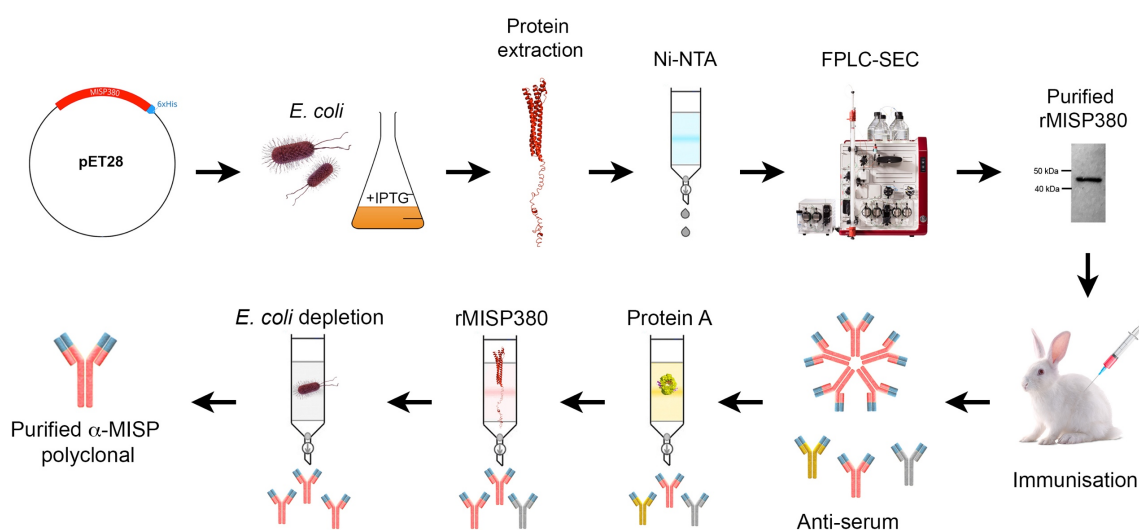 MISP380
6xHis
pET28
E. coli
+IPTG
Protein
extraction
Ni-NTA
FPLC-SEC
Purified
rMISP380
50 kDa
40 kDa
Immunisation
Anti-serum
Protein A
rMISP380
E. coli depletion
Purified α-MISP
polyclonal